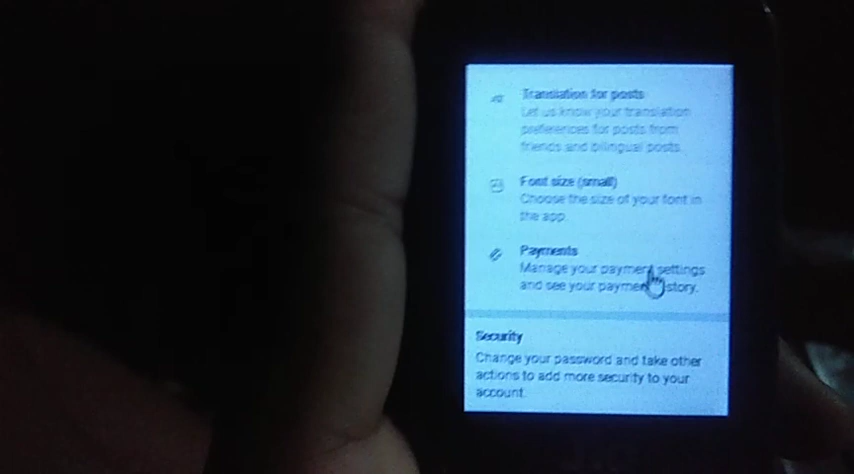 Translation for posts
Let us know your translation
preferences for posts from
friends and bilingual posts.
Font size (small)
Choose the size of your font in
the app.
Payments
Manage your payment settings
and see your payment story.
Security
Change your password and take other
actions to add more security to your
account.